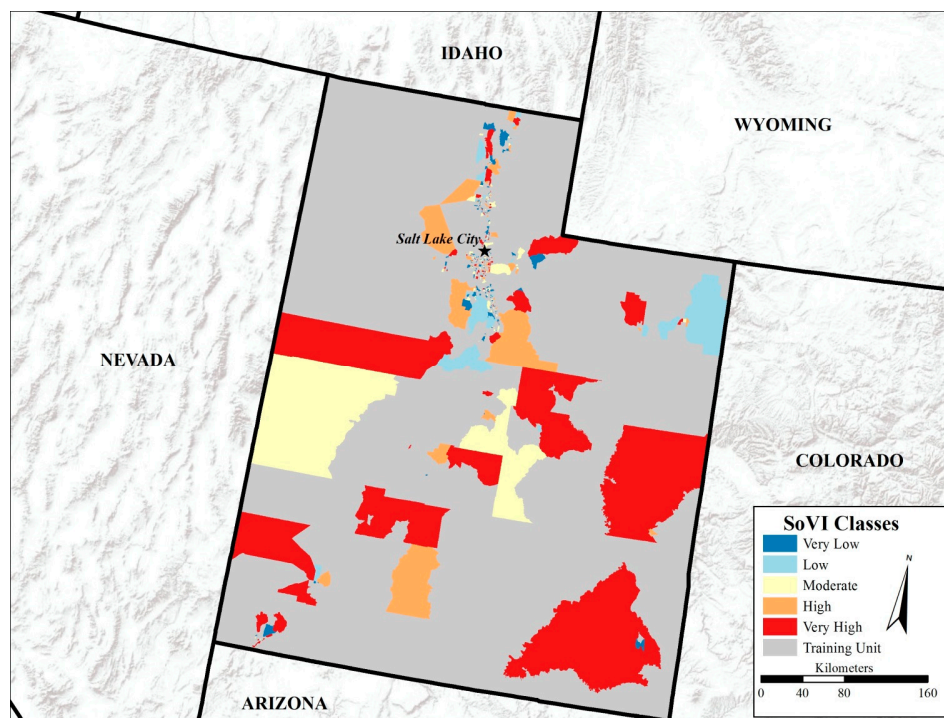 IDAHO
WYOMING
Salt Lake City
NEVADA
COLORADO
ARIZONA
SoVI Classes
Very Low
Low
Moderate
High
Very High
Training Unit
N
Kilometers
0 40 80 160